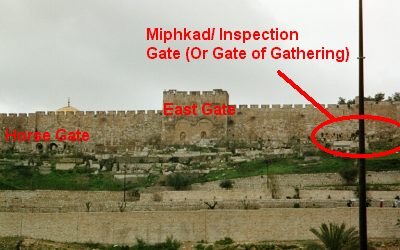 Miphkad/ Inspection
Gate (Or Gate of Gathering)
East Gate
Horse Gate